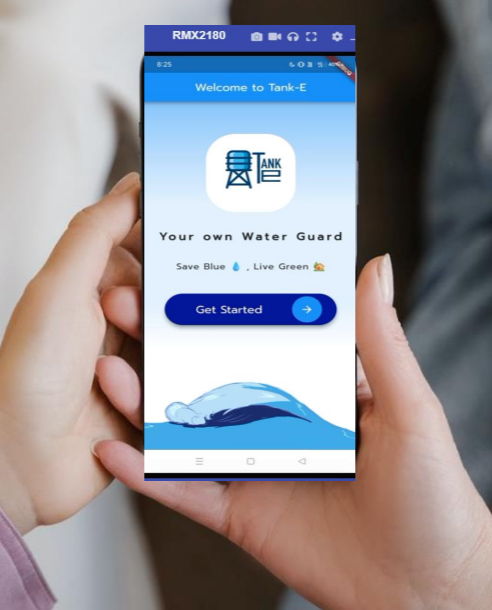 RMX2180
8:25
Welcome to Tank-E
TANK
E
Your own Water Guard
Save Blue 💧 , Live Green 🏡
Get Started